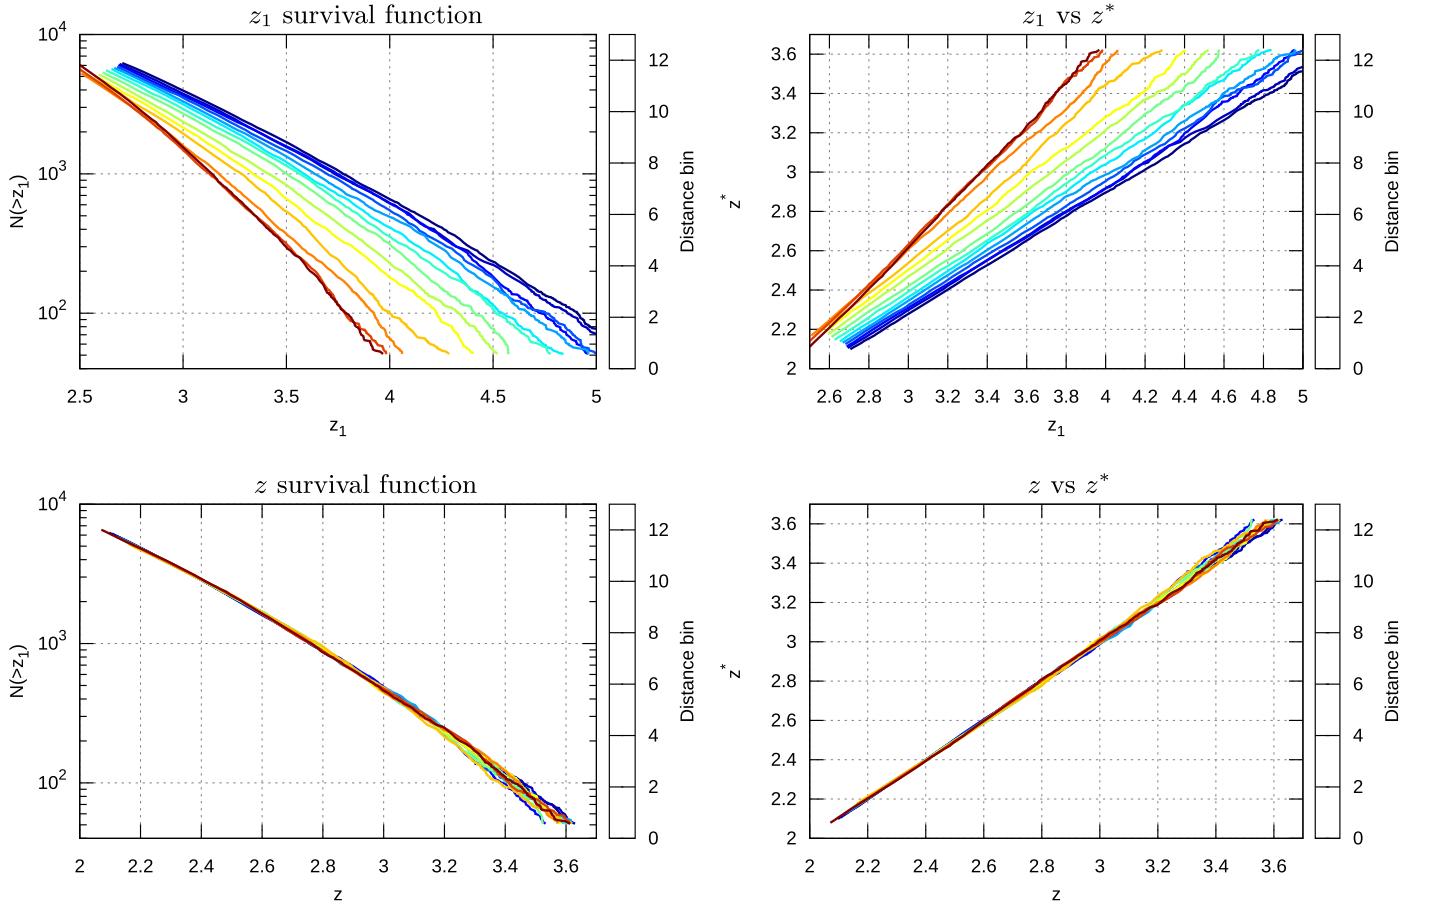 z1 survival function
10^4
10^3
10^2
N(>z1)
2.5 3 3.5 4 4.5 5
z1
12
10
8
6
4
2
0
Distance bin
z1 vs z*
3.6
3.4
3.2
3
2.8
2.6
2.4
2.2
2
z*
2.6 2.8 3 3.2 3.4 3.6 3.8 4 4.2 4.4 4.6 4.8 5
z1
12
10
8
6
4
2
0
Distance bin
z survival function
10^4
10^3
10^2
N(>z1)
2 2.2 2.4 2.6 2.8 3 3.2 3.4 3.6
z
12
10
8
6
4
2
0
Distance bin
z vs z*
3.6
3.4
3.2
3
2.8
2.6
2.4
2.2
2
z*
2 2.2 2.4 2.6 2.8 3 3.2 3.4 3.6
z
12
10
8
6
4
2
0
Distance bin